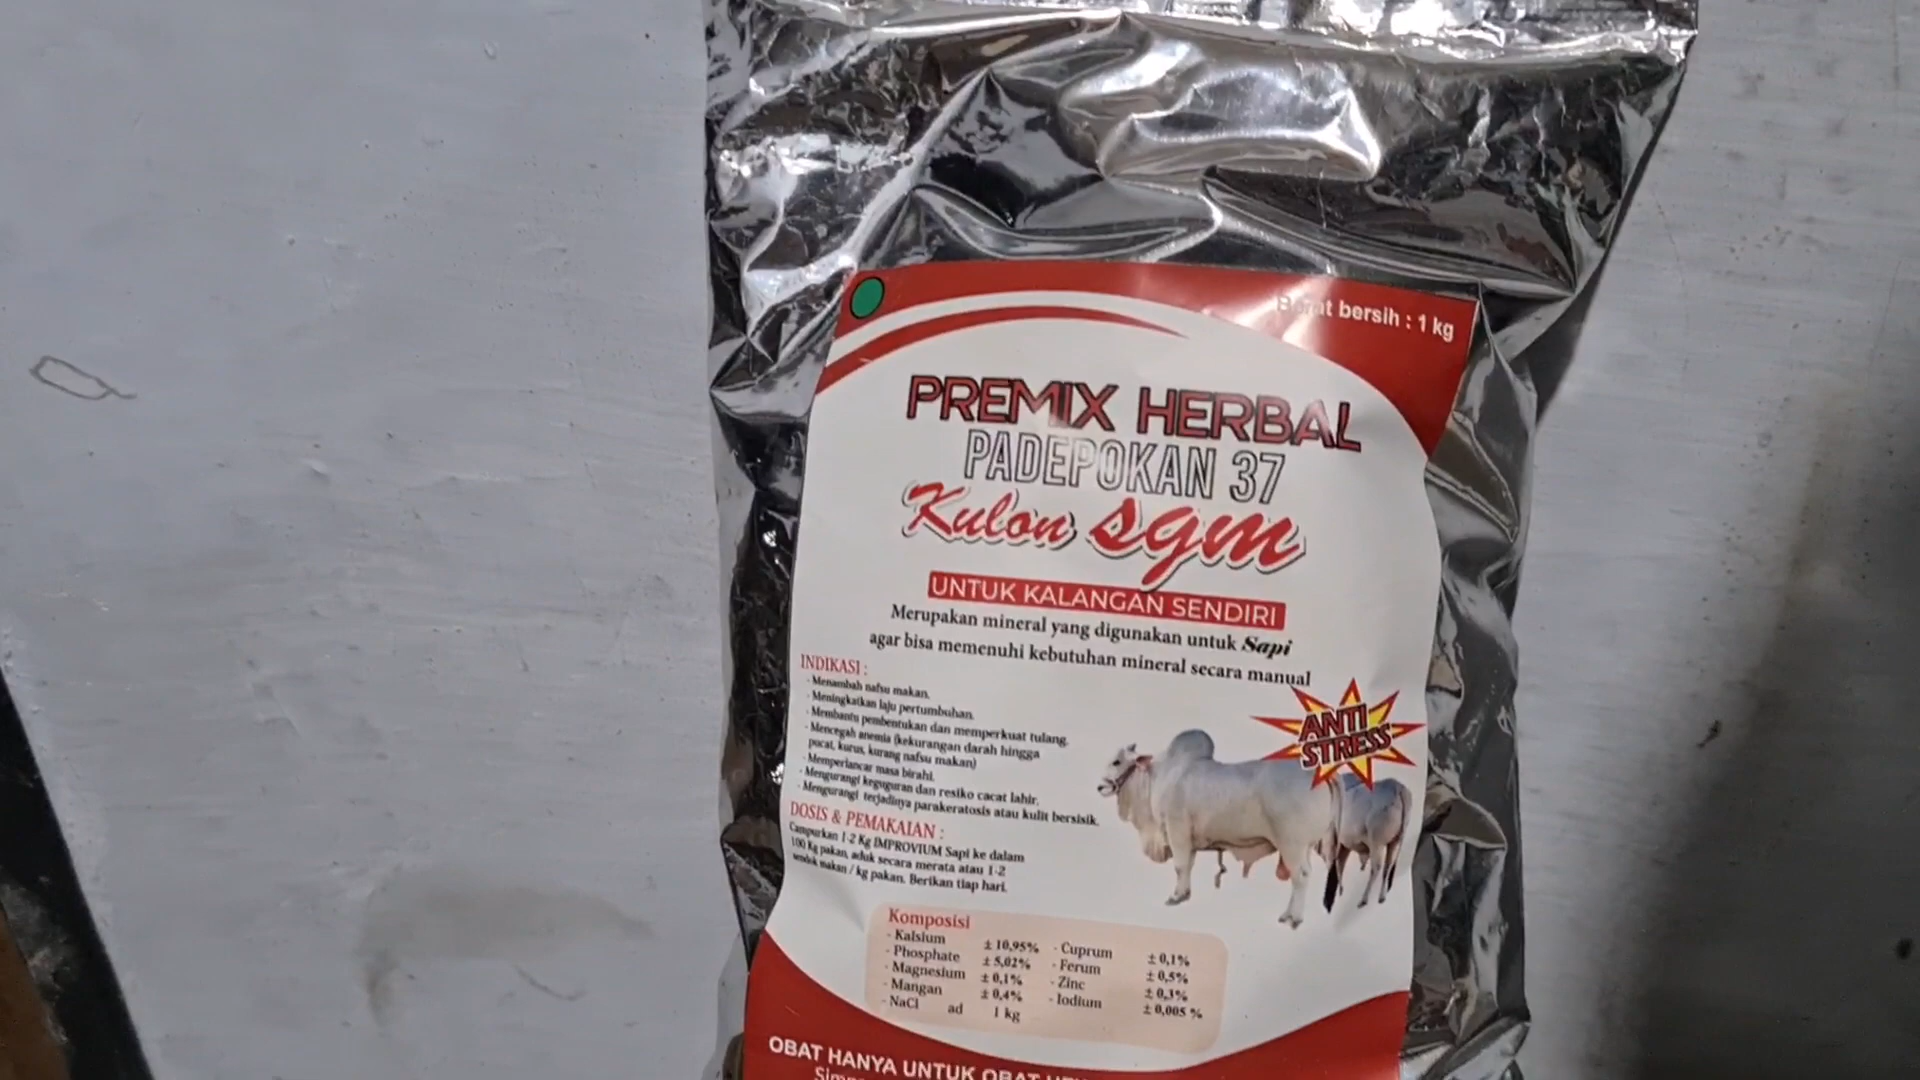 Berat bersih : 1 kg
PREMIX HERBAL
PADEPOKAN 37
Kulon sgm
UNTUK KALANGAN SENDIRI
Merupakan mineral yang digunakan untuk Sapi
agar bisa memenuhi kebutuhan mineral secara manual
INDIKASI :
- Menambah nafsu makan.
- Meningkatkan laju pertumbuhan.
- Membantu pembentukan dan memperkuat tulang.
- Mencegah anemia (kekurangan darah hingga
pucat, kurus, kurang nafsu makan)
- Memperlancar masa birahi.
- Mengurangi keguguran dan resiko cacat lahir.
- Mengurangi terjadinya parakeratosis atau kulit bersisik.
ANTI
STRESS
DOSIS & PEMAKAIAN :
Campurkan 1-2 Kg IMPROVIUM Sapi ke dalam
100 Kg pakan, aduk secara merata atau 1-2
sendok makan / kg pakan. Berikan tiap hari.
Komposisi
- Kalsium ± 10,95% - Cuprum ± 0,1%
- Phosphate ± 5,02% - Ferum ± 0,5%
- Magnesium ± 0,1% - Zinc ± 0,3%
- Mangan ± 0,4% - Iodium ± 0,005 %
- NaCl ad 1 kg
OBAT HANYA UNTUK OBAT